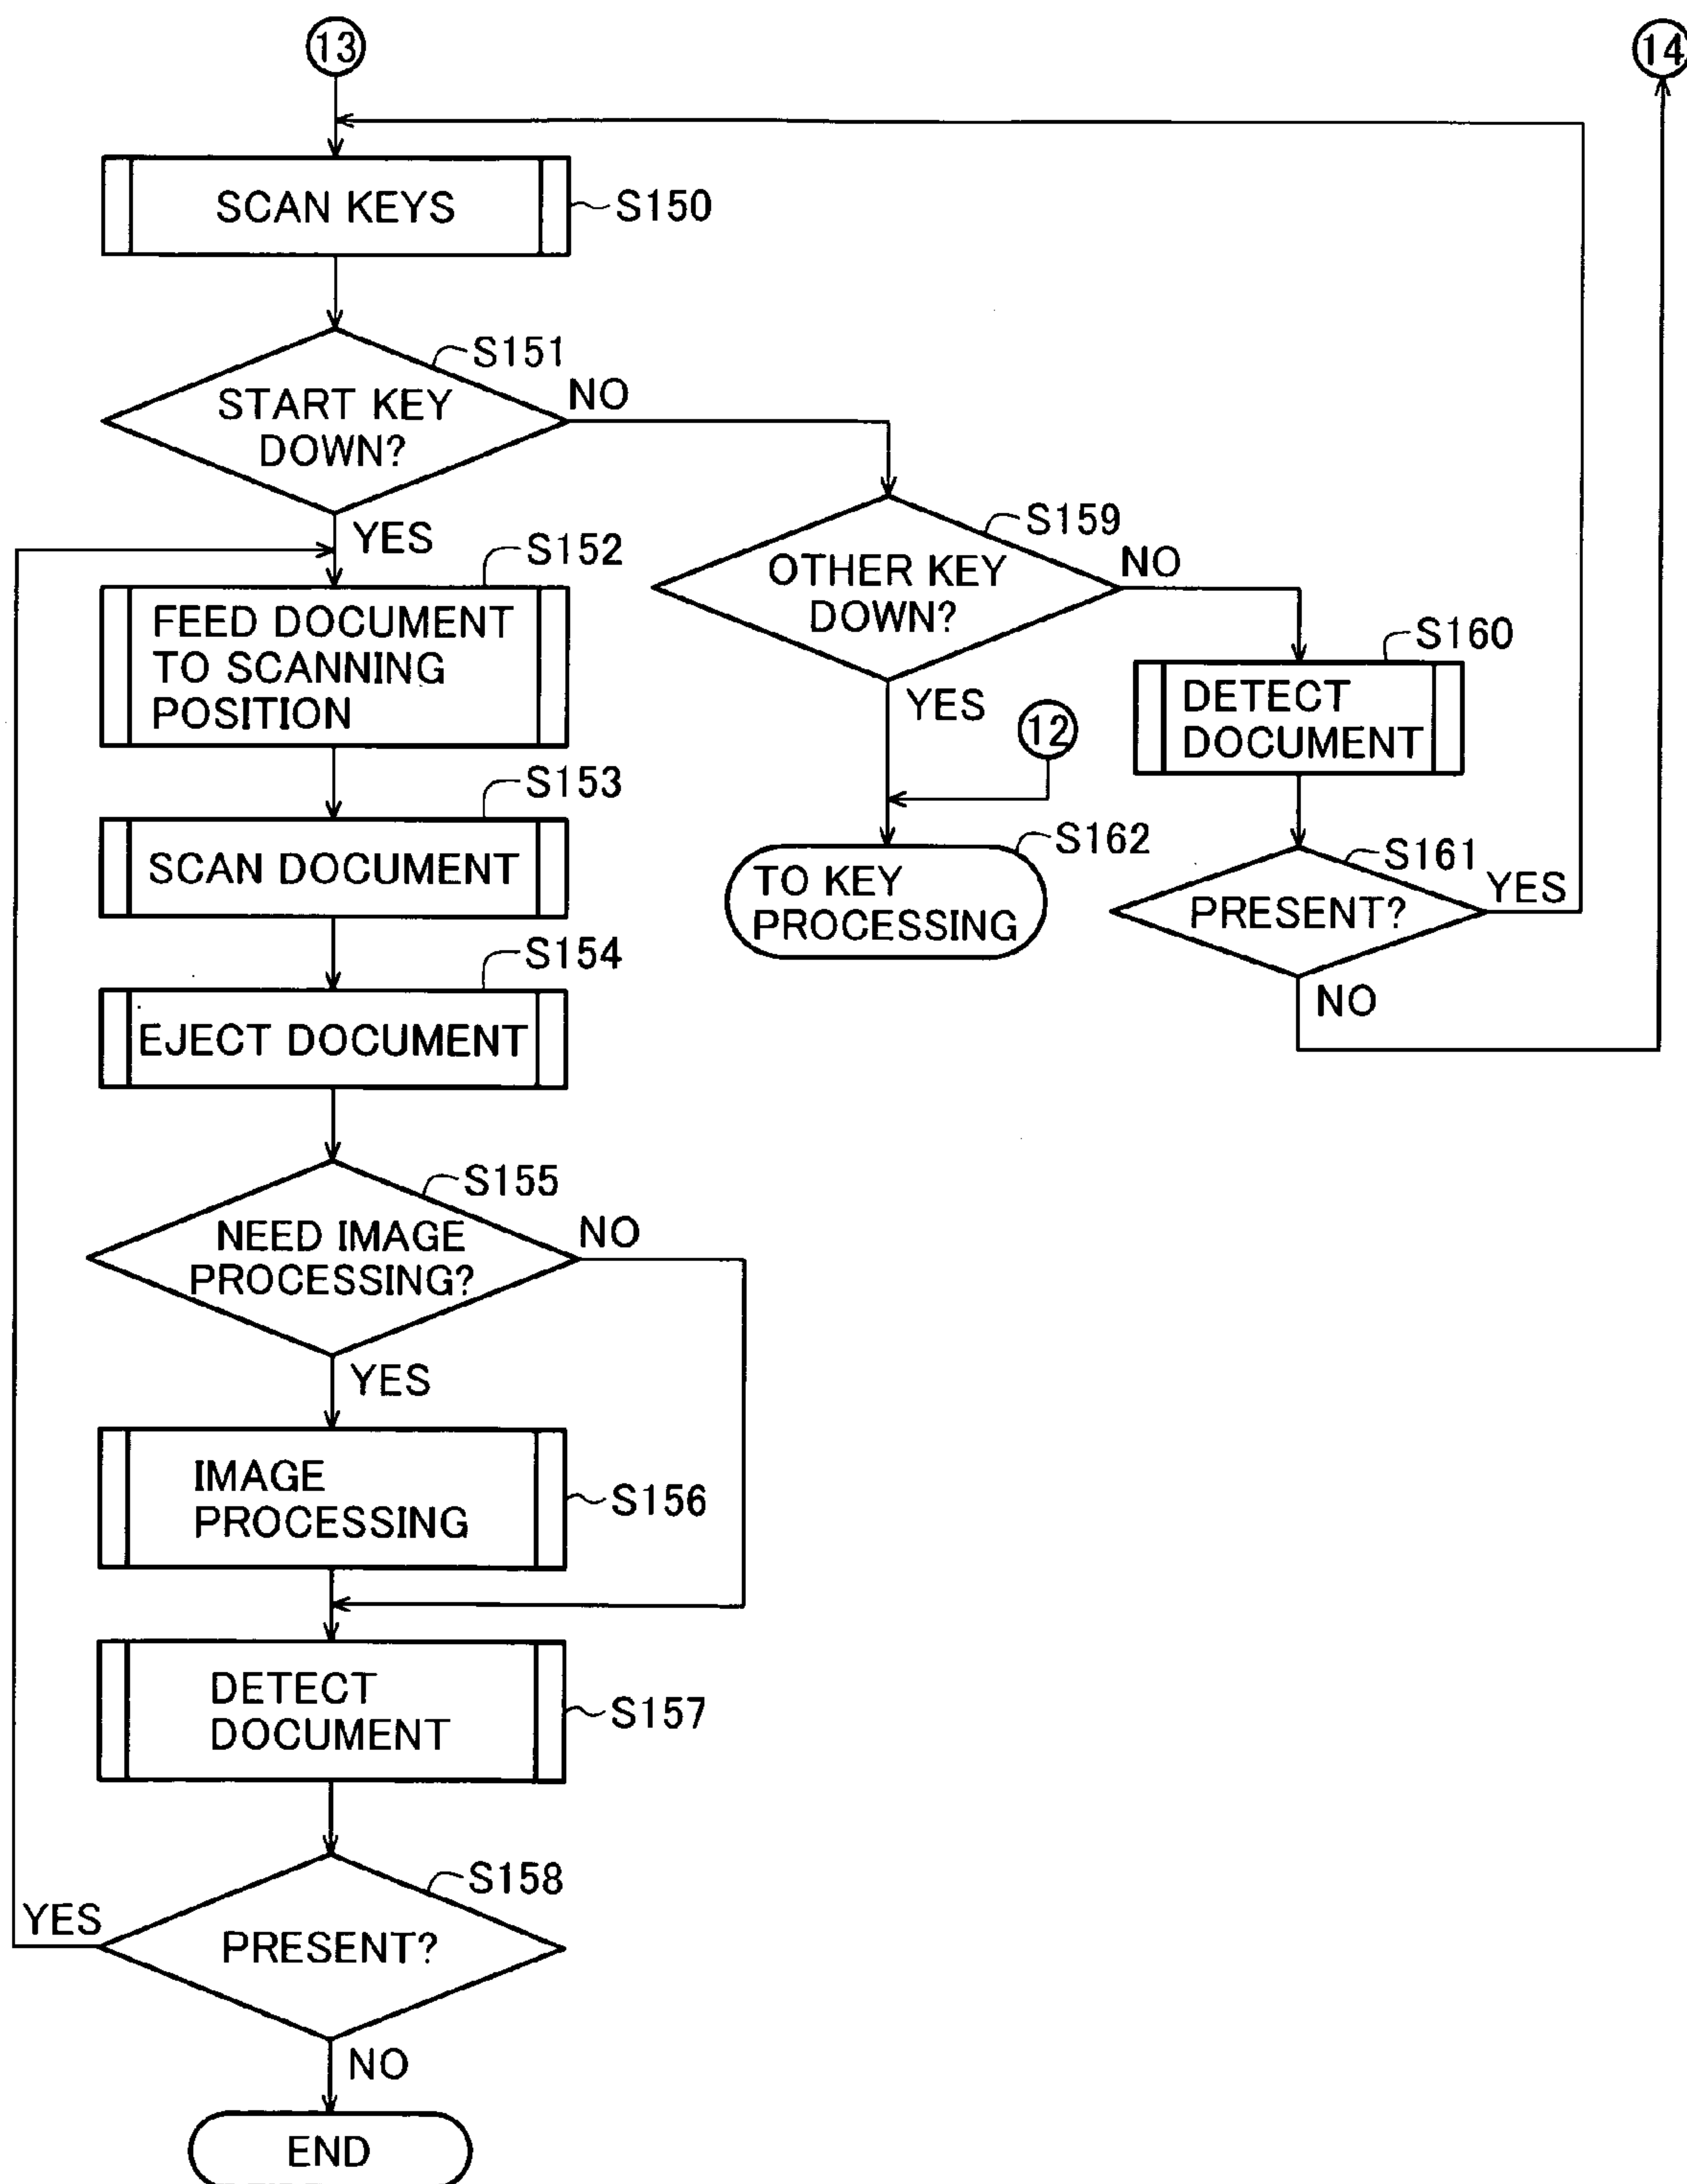 13
14
SCAN KEYS
S150
S151
START KEY
DOWN?
NO
YES
S152
FEED DOCUMENT
TO SCANNING
POSITION
S159
OTHER KEY
DOWN?
NO
YES
12
S160
DETECT
DOCUMENT
S153
SCAN DOCUMENT
S162
TO KEY
PROCESSING
S161
PRESENT?
YES
NO
S154
EJECT DOCUMENT
S155
NEED IMAGE
PROCESSING?
NO
YES
IMAGE
PROCESSING
S156
DETECT
DOCUMENT
S157
S158
YES
PRESENT?
NO
END